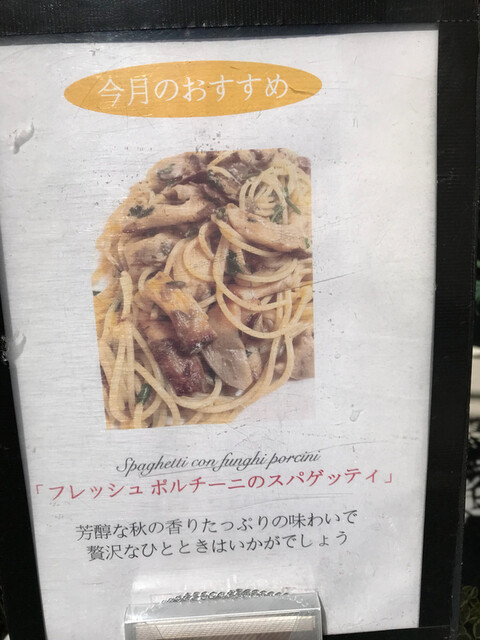 今月のおすすめ
Spaghetti con funghi porcini
「フレッシュ ポルチーニのスパゲッティ」
芳醇な秋の香りたっぷりの味わいで
贅沢なひとときはいかがでしょう